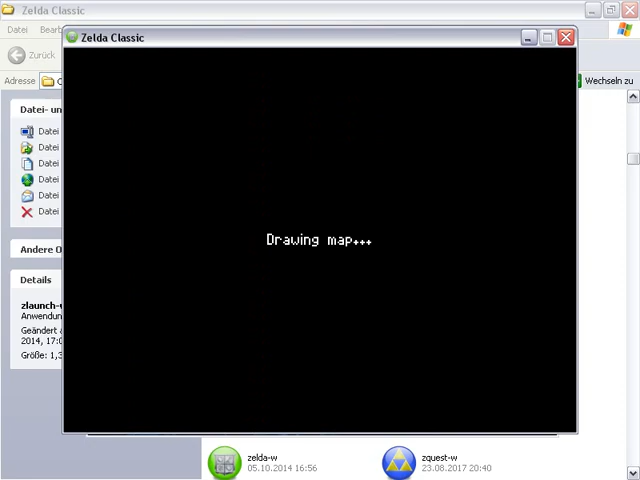 Zelda Classic
Datei Bearb
Zurück
Adresse
Wechseln zu
Zelda Classic
Datei- un
Datei
Datei
Datei
Datei
Datei
Datei
Andere O
Details
zlaunch-w
Anwendun
Geändert a
2014, 17:0
Größe: 1,3
Drawing map...
zelda-w
05.10.2014 16:56
zquest-w
23.08.2017 20:40